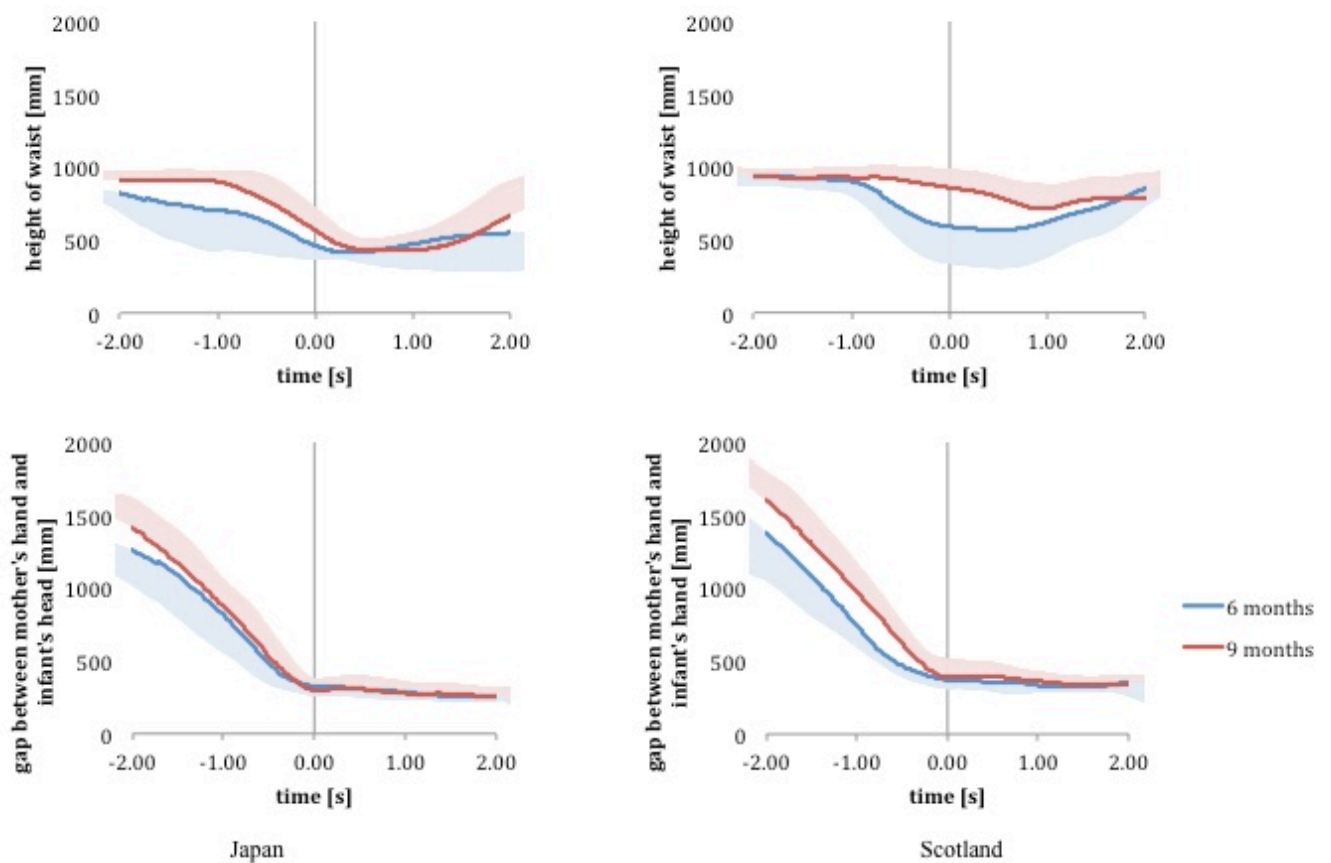 height of waist [mm]
2000
1500
1000
500
0
-2.00 -1.00 0.00 1.00 2.00
time [s]
height of waist [mm]
2000
1500
1000
500
0
-2.00 -1.00 0.00 1.00 2.00
time [s]
gap between mother's hand and
infant's head [mm]
2000
1500
1000
500
0
-2.00 -1.00 0.00 1.00 2.00
time [s]
Japan
gap between mother's hand and
infant's hand [mm]
2000
1500
1000
500
0
-2.00 -1.00 0.00 1.00 2.00
time [s]
Scotland
6 months
9 months